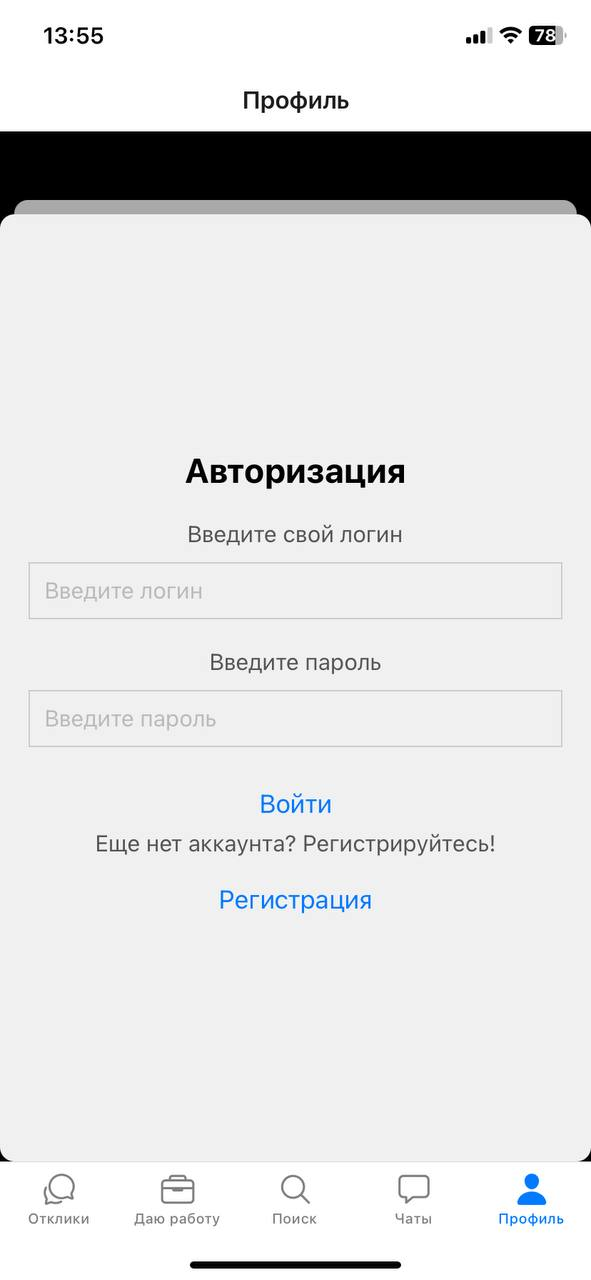 13:55
78
Профиль
Авторизация
Введите свой логин
Введите логин
Введите пароль
Введите пароль
Войти
Еще нет аккаунта? Регистрируйтесь!
Регистрация
Отклики
Даю работу
Поиск
Чаты
Профиль